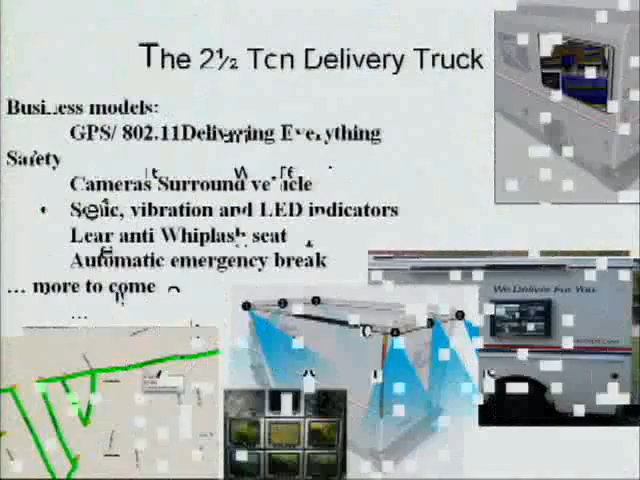 The 2½ Ton Delivery Truck
Business models:
GPS/ 802.11Delivering Everything
Safety
Cameras Surround vehicle
• Sonic, vibration and LED indicators
Lear anti Whiplash seat
Automatic emergency break
... more to come
...
We Deliver For You